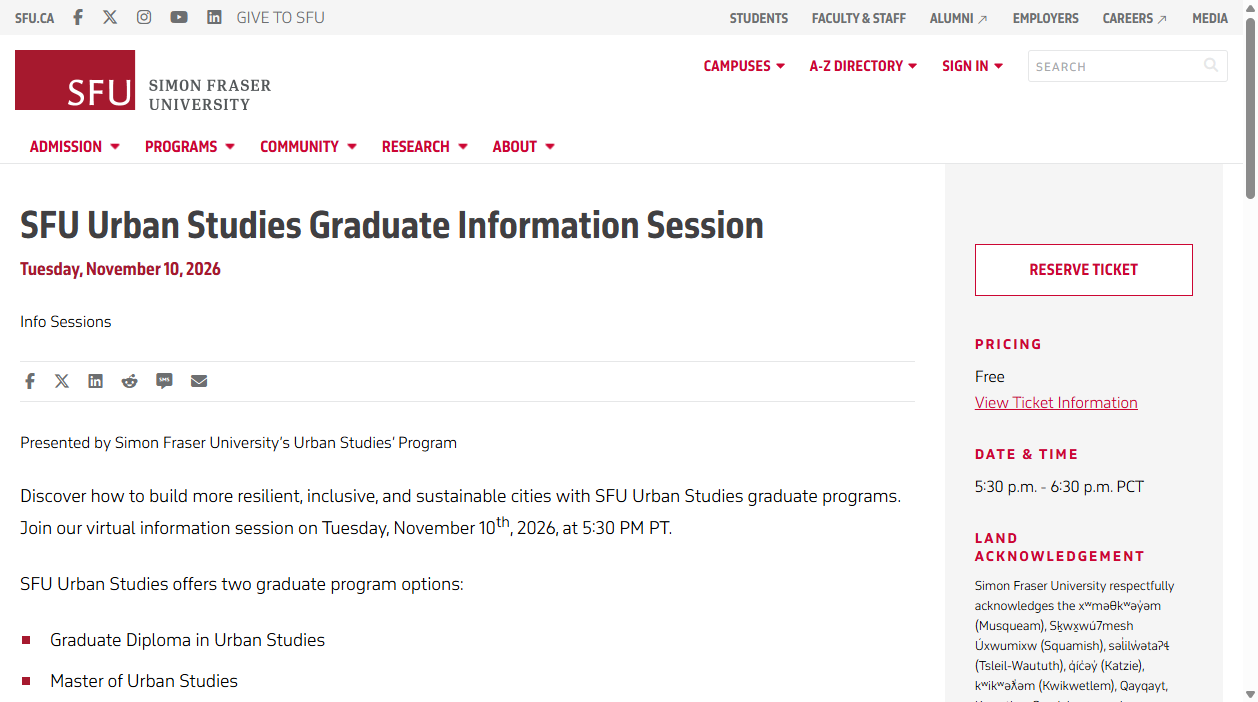 SFU.CA GIVE TO SFU STUDENTS FACULTY & STAFF ALUMNI EMPLOYERS CAREERS MEDIA
SFU SIMON FRASER UNIVERSITY
CAMPUSES A-Z DIRECTORY SIGN IN SEARCH
ADMISSION PROGRAMS COMMUNITY RESEARCH ABOUT
SFU Urban Studies Graduate Information Session
Tuesday, November 10, 2026
Info Sessions
SMS
Presented by Simon Fraser University's Urban Studies' Program
Discover how to build more resilient, inclusive, and sustainable cities with SFU Urban Studies graduate programs.
Join our virtual information session on Tuesday, November 10th, 2026, at 5:30 PM PT.
SFU Urban Studies offers two graduate program options:
Graduate Diploma in Urban Studies
Master of Urban Studies
RESERVE TICKET
PRICING
Free
View Ticket Information
DATE & TIME
5:30 p.m. - 6:30 p.m. PCT
LAND
ACKNOWLEDGEMENT
Simon Fraser University respectfully
acknowledges the xʷməθkʷəy̓əm
(Musqueam), Sḵwx̱wú7mesh
Úxwumixw (Squamish), səl̓ilw̓ətaʔɬ
(Tsleil-Waututh), q̓íc̓əy̓ (Katzie),
kʷikʷəƛ̓əm (Kwikwetlem), Qayqayt,